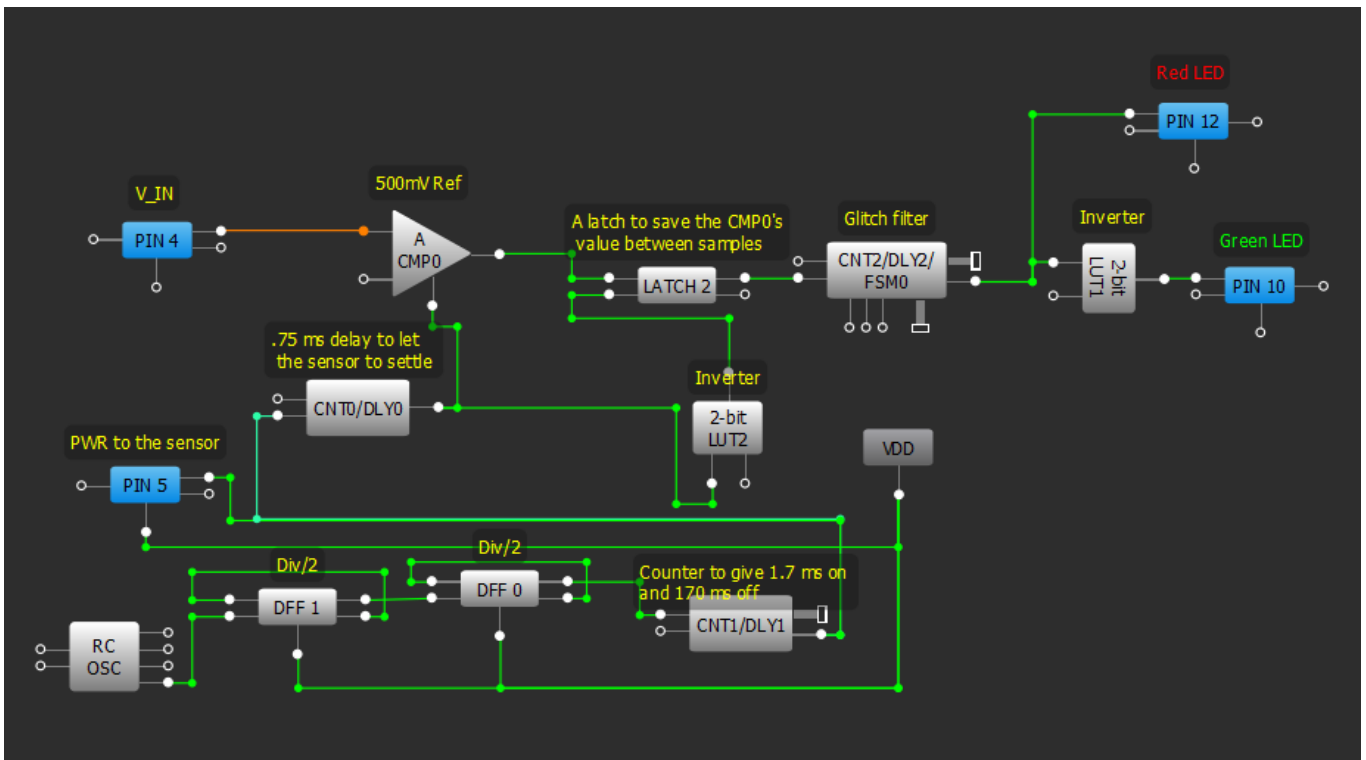 Red LED
PIN 12
500mV Ref
V_IN
PIN 4
A
CMP0
A latch to save the CMP0's
value between samples
LATCH 2
Glitch filter
CNT2/DLY2/
FSM0
Inverter
2-bit
LUT1
Green LED
PIN 10
.75 ms delay to let
the sensor to settle
CNT0/DLY0
Inverter
2-bit
LUT2
VDD
PWR to the sensor
PIN 5
Div/2
DFF 1
Div/2
DFF 0
Counter to give 1.7 ms on
and 170 ms off
CNT1/DLY1
RC
OSC